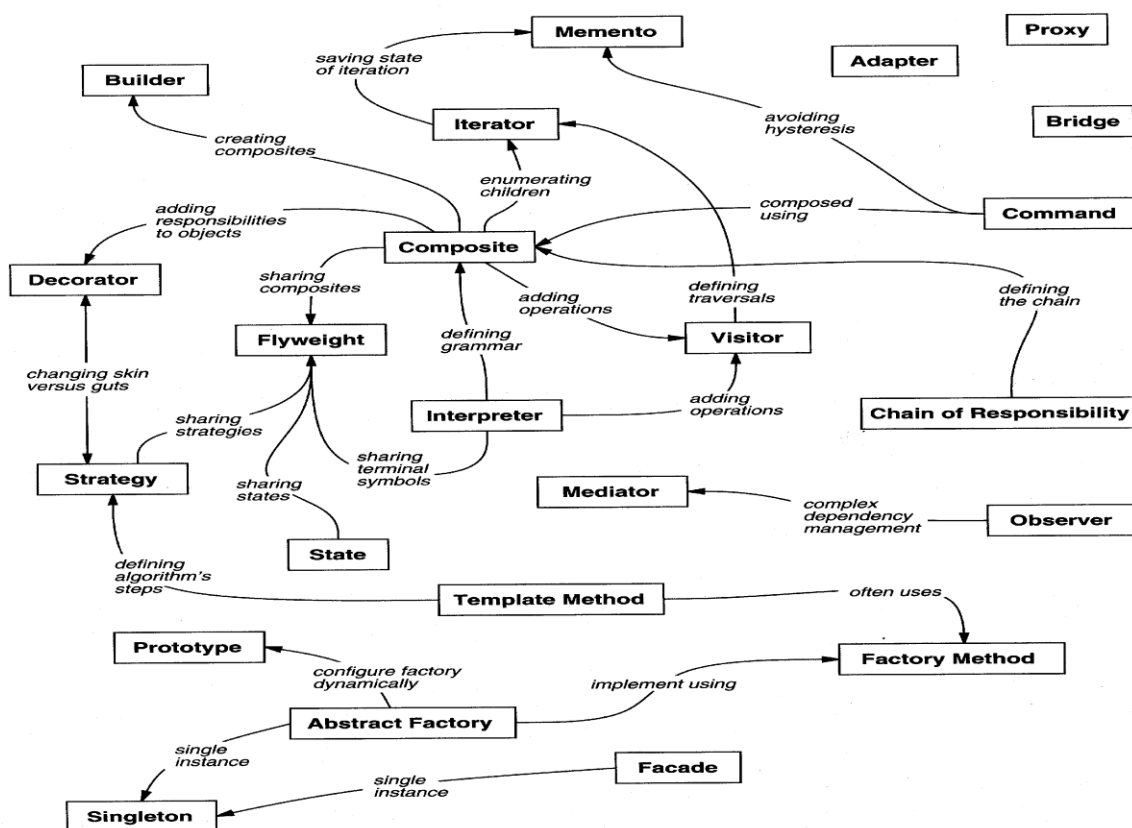 Memento
Proxy
Adapter
saving state
of iteration
Builder
Iterator
avoiding
hysteresis
Bridge
creating
composites
enumerating
children
adding
responsibilities
to objects
composed
using
Command
Composite
Decorator
sharing
composites
adding
operations
defining
traversals
defining
the chain
Flyweight
defining
grammar
Visitor
changing skin
versus guts
adding
operations
sharing
strategies
Interpreter
Chain of Responsibility
Strategy
sharing
states
sharing
terminal
symbols
Mediator
complex
dependency
management
Observer
State
defining
algorithm's
steps
Template Method
often uses
Prototype
configure factory
dynamically
implement using
Factory Method
Abstract Factory
single
instance
Facade
single
instance
Singleton